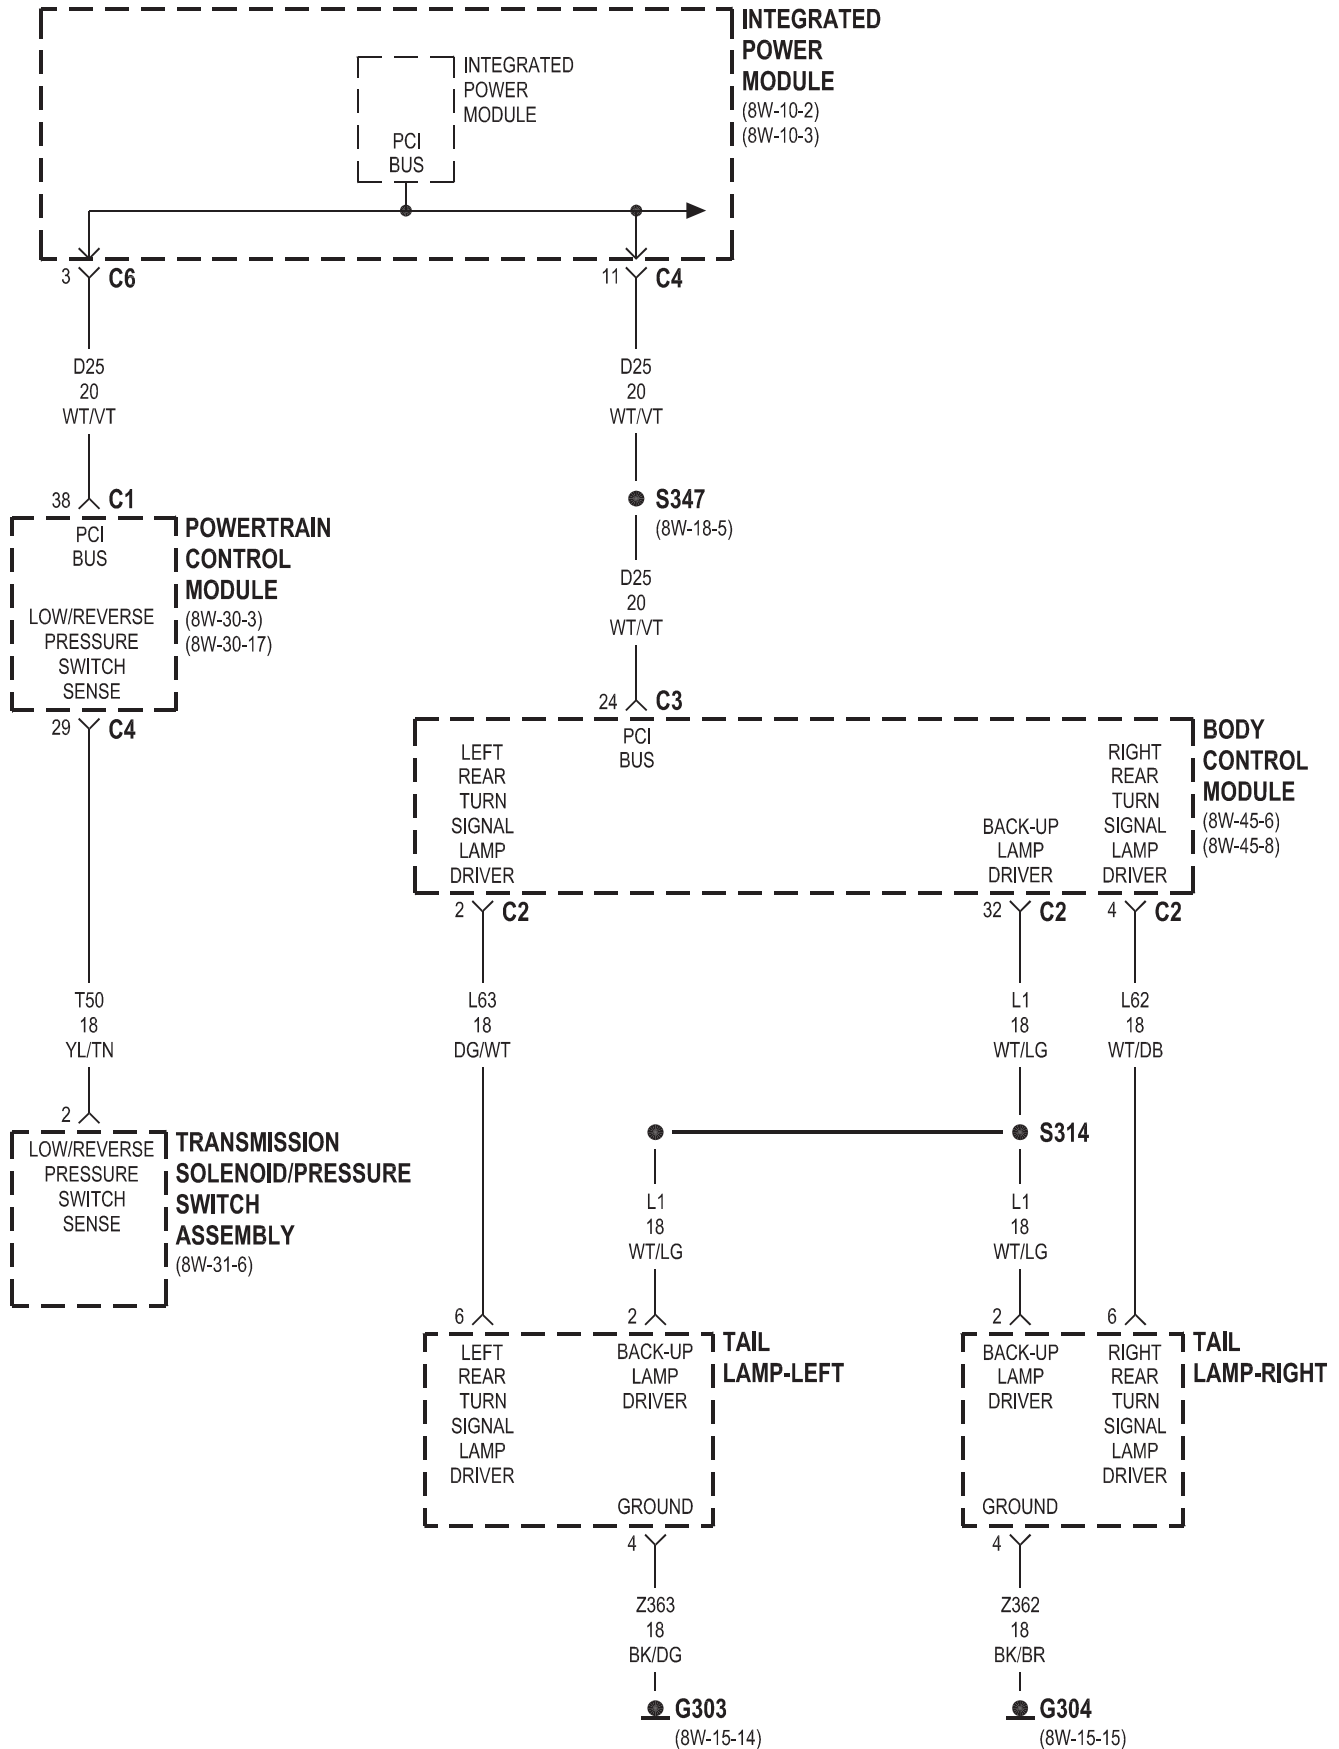 INTEGRATED
POWER
MODULE
(8W-10-2)
(8W-10-3)
INTEGRATED
POWER
MODULE
PCI
BUS
3
C6
11
C4
D25
20
WT/VT
D25
20
WT/VT
38
C1
S347
(8W-18-5)
PCI
BUS
LOW/REVERSE
PRESSURE
SWITCH
SENSE
POWERTRAIN
CONTROL
MODULE
(8W-30-3)
(8W-30-17)
D25
20
WT/VT
29
C4
24
C3
LEFT
REAR
TURN
SIGNAL
LAMP
DRIVER
PCI
BUS
BACK-UP
LAMP
DRIVER
RIGHT
REAR
TURN
SIGNAL
LAMP
DRIVER
BODY
CONTROL
MODULE
(8W-45-6)
(8W-45-8)
2
C2
32
C2
4
C2
T50
18
YL/TN
L63
18
DG/WT
L1
18
WT/LG
L62
18
WT/DB
2
LOW/REVERSE
PRESSURE
SWITCH
SENSE
TRANSMISSION
SOLENOID/PRESSURE
SWITCH
ASSEMBLY
(8W-31-6)
S314
L1
18
WT/LG
L1
18
WT/LG
6
2
2
6
LEFT
REAR
TURN
SIGNAL
LAMP
DRIVER
BACK-UP
LAMP
DRIVER
GROUND
TAIL
LAMP-LEFT
BACK-UP
LAMP
DRIVER
GROUND
RIGHT
REAR
TURN
SIGNAL
LAMP
DRIVER
TAIL
LAMP-RIGHT
4
4
Z363
18
BK/DG
Z362
18
BK/BR
G303
(8W-15-14)
G304
(8W-15-15)